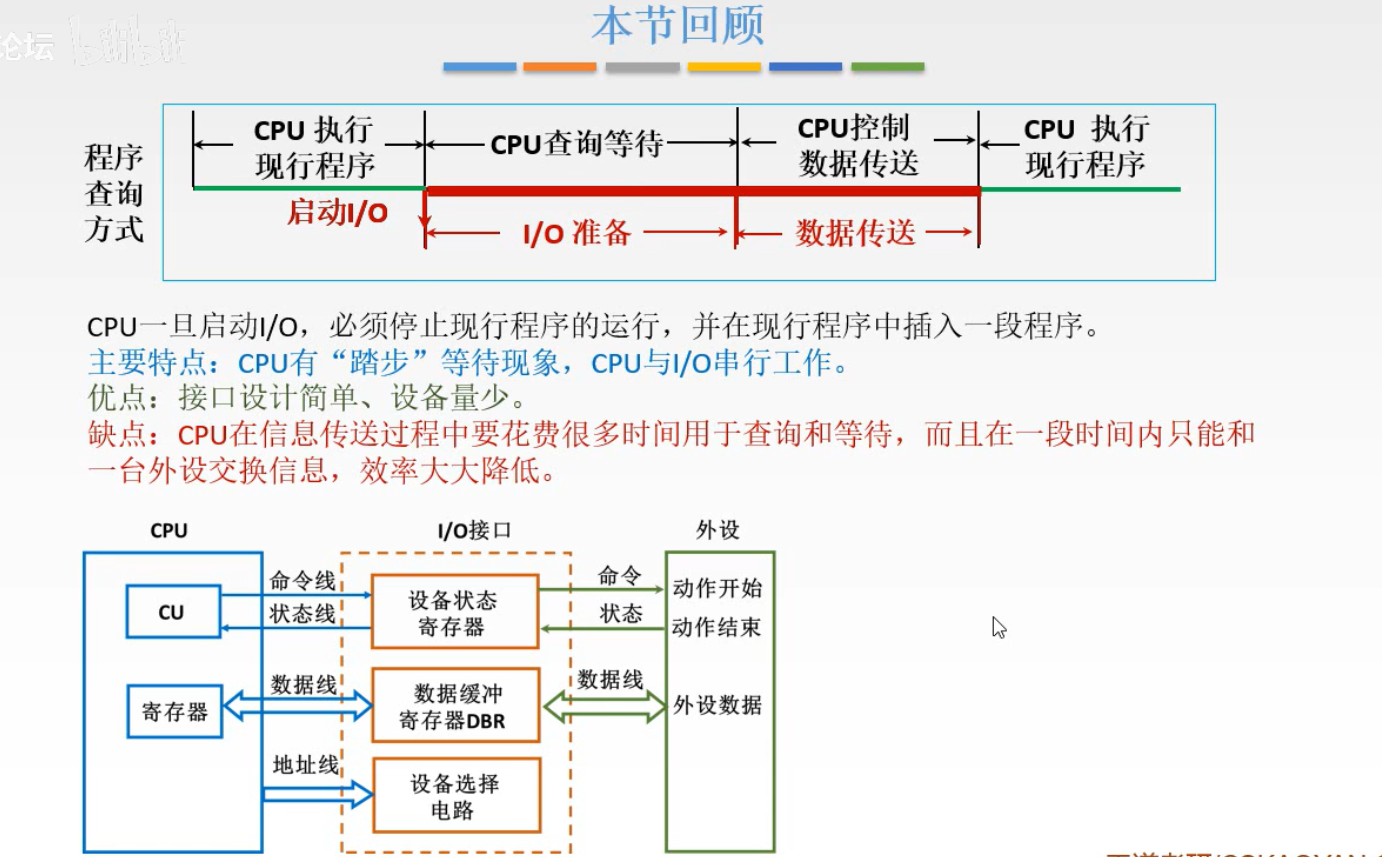 论坛 bilibili
本节回顾
程序
查询
方式
CPU 执行
现行程序
CPU查询等待
CPU控制
数据传送
CPU 执行
现行程序
启动I/O
I/O 准备
数据传送
CPU一旦启动I/O，必须停止现行程序的运行，并在现行程序中插入一段程序。
主要特点：CPU有“踏步”等待现象，CPU与I/O串行工作。
优点：接口设计简单、设备量少。
缺点：CPU在信息传送过程中要花费很多时间用于查询和等待，而且在一段时间内只能和
一台外设交换信息，效率大大降低。
CPU
I/O接口
外设
CU
命令线
状态线
设备状态
寄存器
命令
状态
动作开始
动作结束
寄存器
数据线
数据缓冲
寄存器DBR
数据线
外设数据
地址线
设备选择
电路